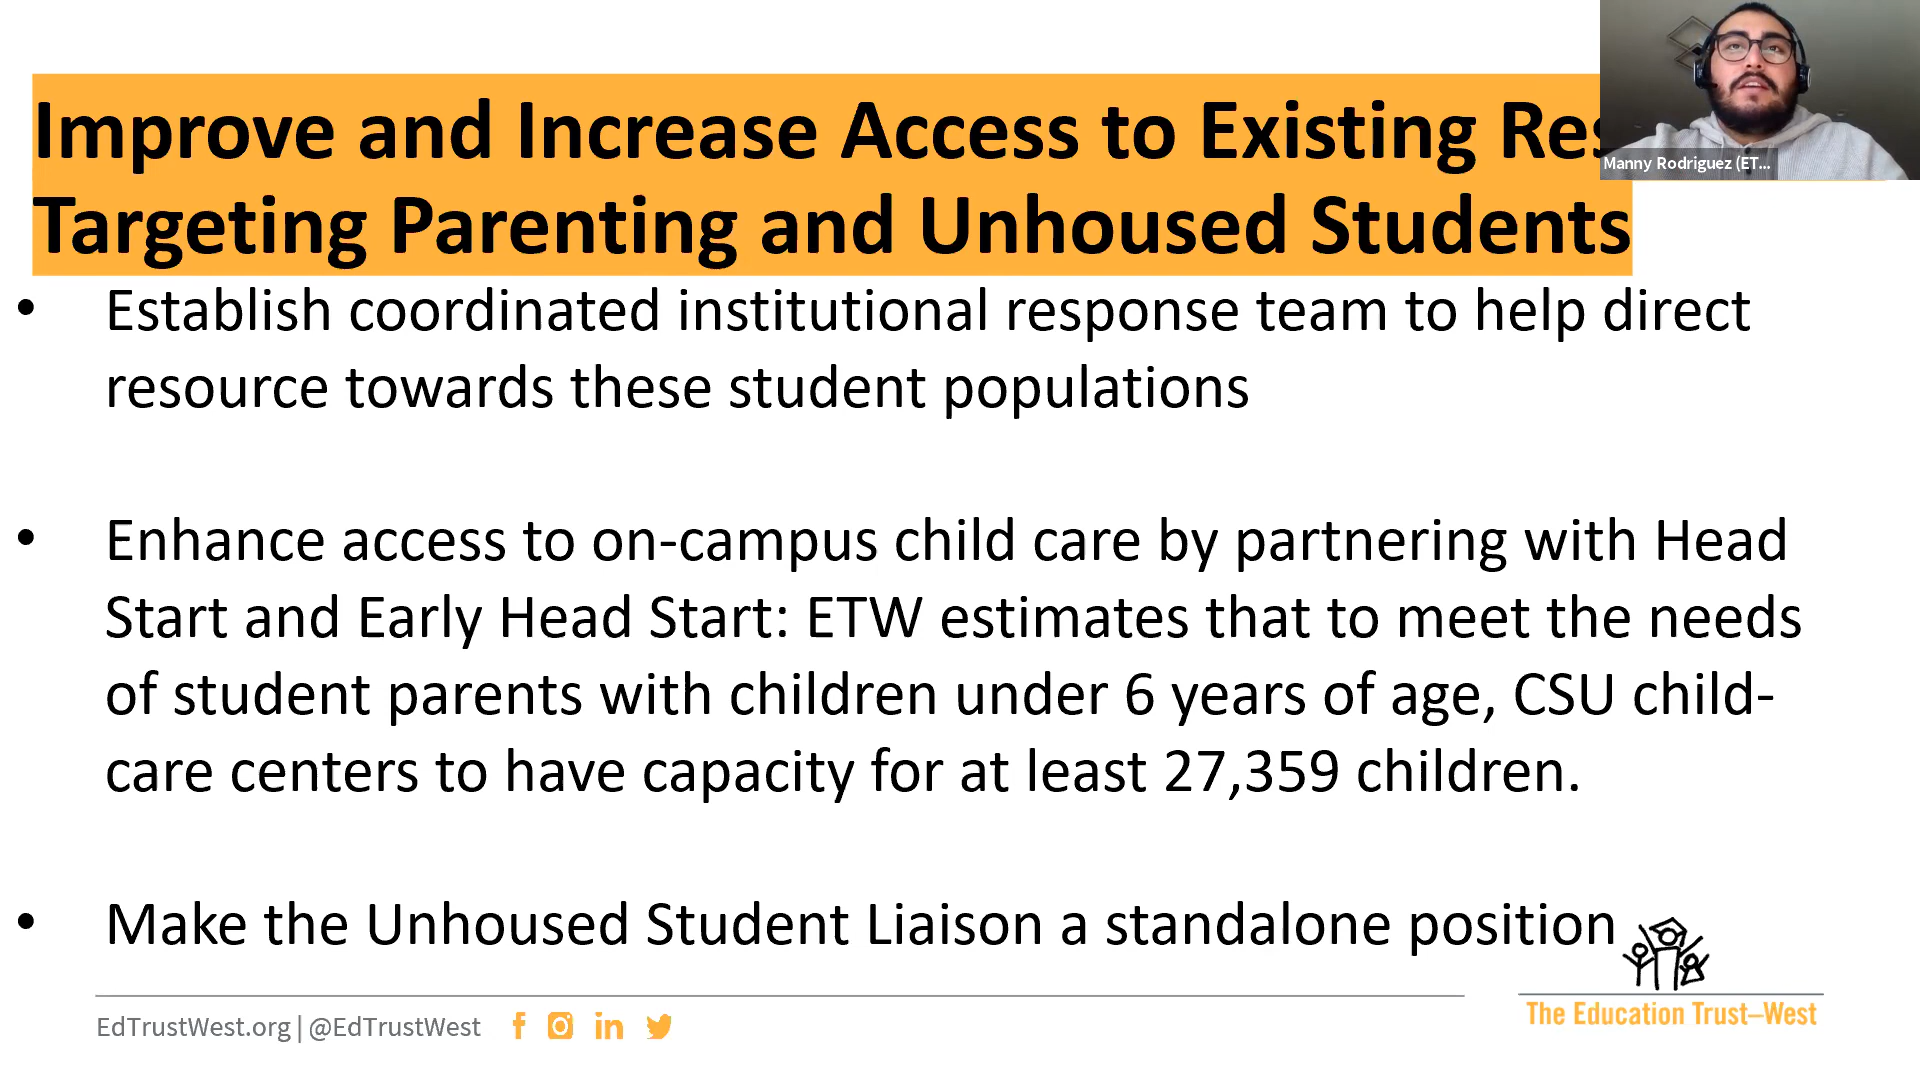 Improve and Increase Access to Existing
Targeting Parenting and Unhoused Students
Manny Rodriguez (ET...
• Establish coordinated institutional response team to help direct
resource towards these student populations
• Enhance access to on-campus child care by partnering with Head
Start and Early Head Start: ETW estimates that to meet the needs
of student parents with children under 6 years of age, CSU child-
care centers to have capacity for at least 27,359 children.
• Make the Unhoused Student Liaison a standalone position
EdTrustWest.org | @EdTrustWest
The Education Trust–West